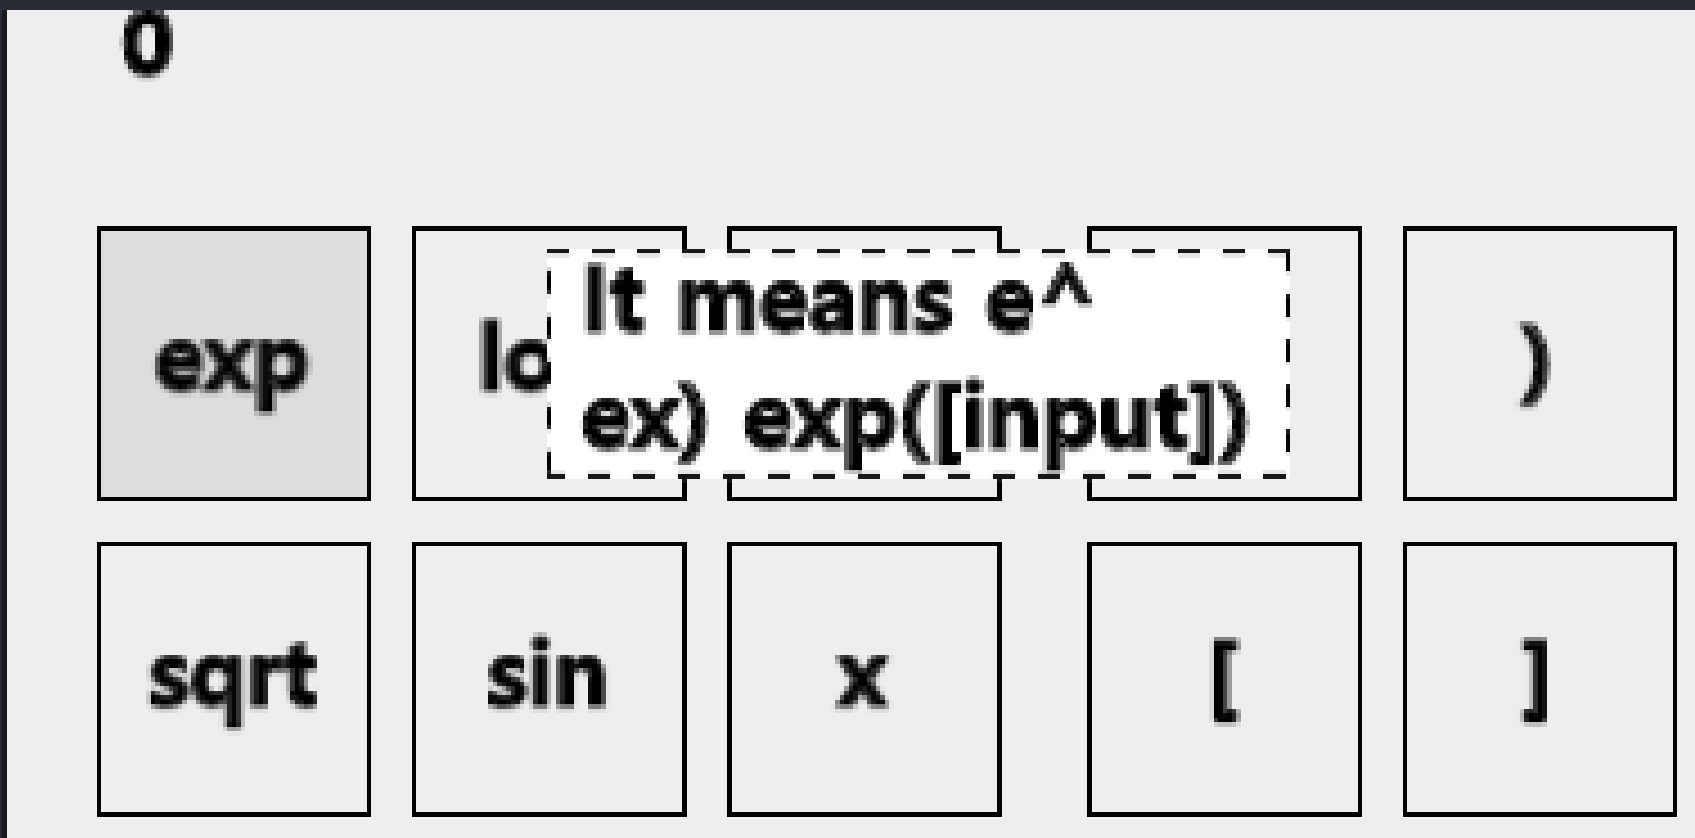 0
exp
lo
It means e^
ex) exp([input])
)
sqrt
sin
x
[
]